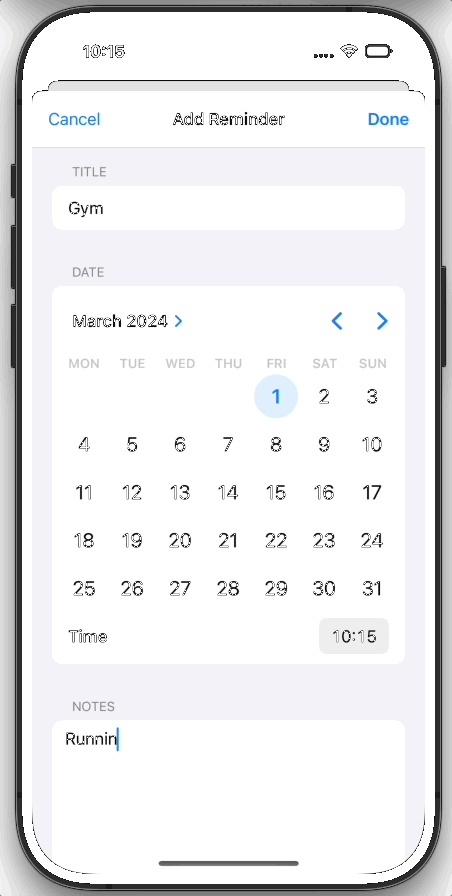 10:15
Cancel Add Reminder Done
TITLE
Gym
DATE
March 2024
MON TUE WED THU FRI SAT SUN
1 2 3
4 5 6 7 8 9 10
11 12 13 14 15 16 17
18 19 20 21 22 23 24
25 26 27 28 29 30 31
Time 10:15
NOTES
Runnin